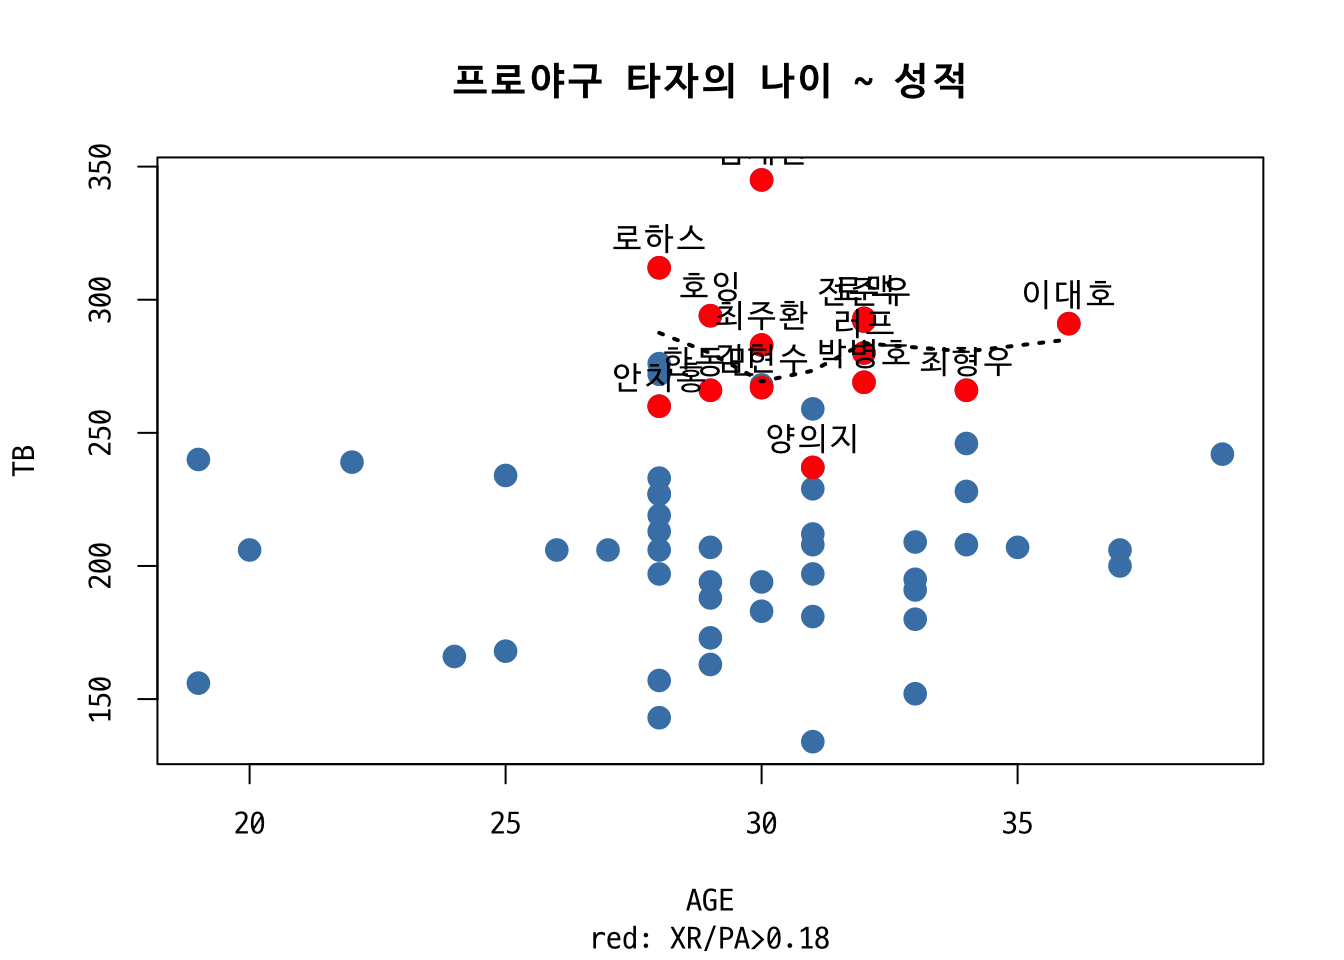 프로야구 타자의 나이 ~ 성적
350
300
250
200
150
TB
로하스
호잉
이대호
최주환
박병호
최형우
안치홍
양의지
20 25 30 35
AGE
red: XR/PA>0.18